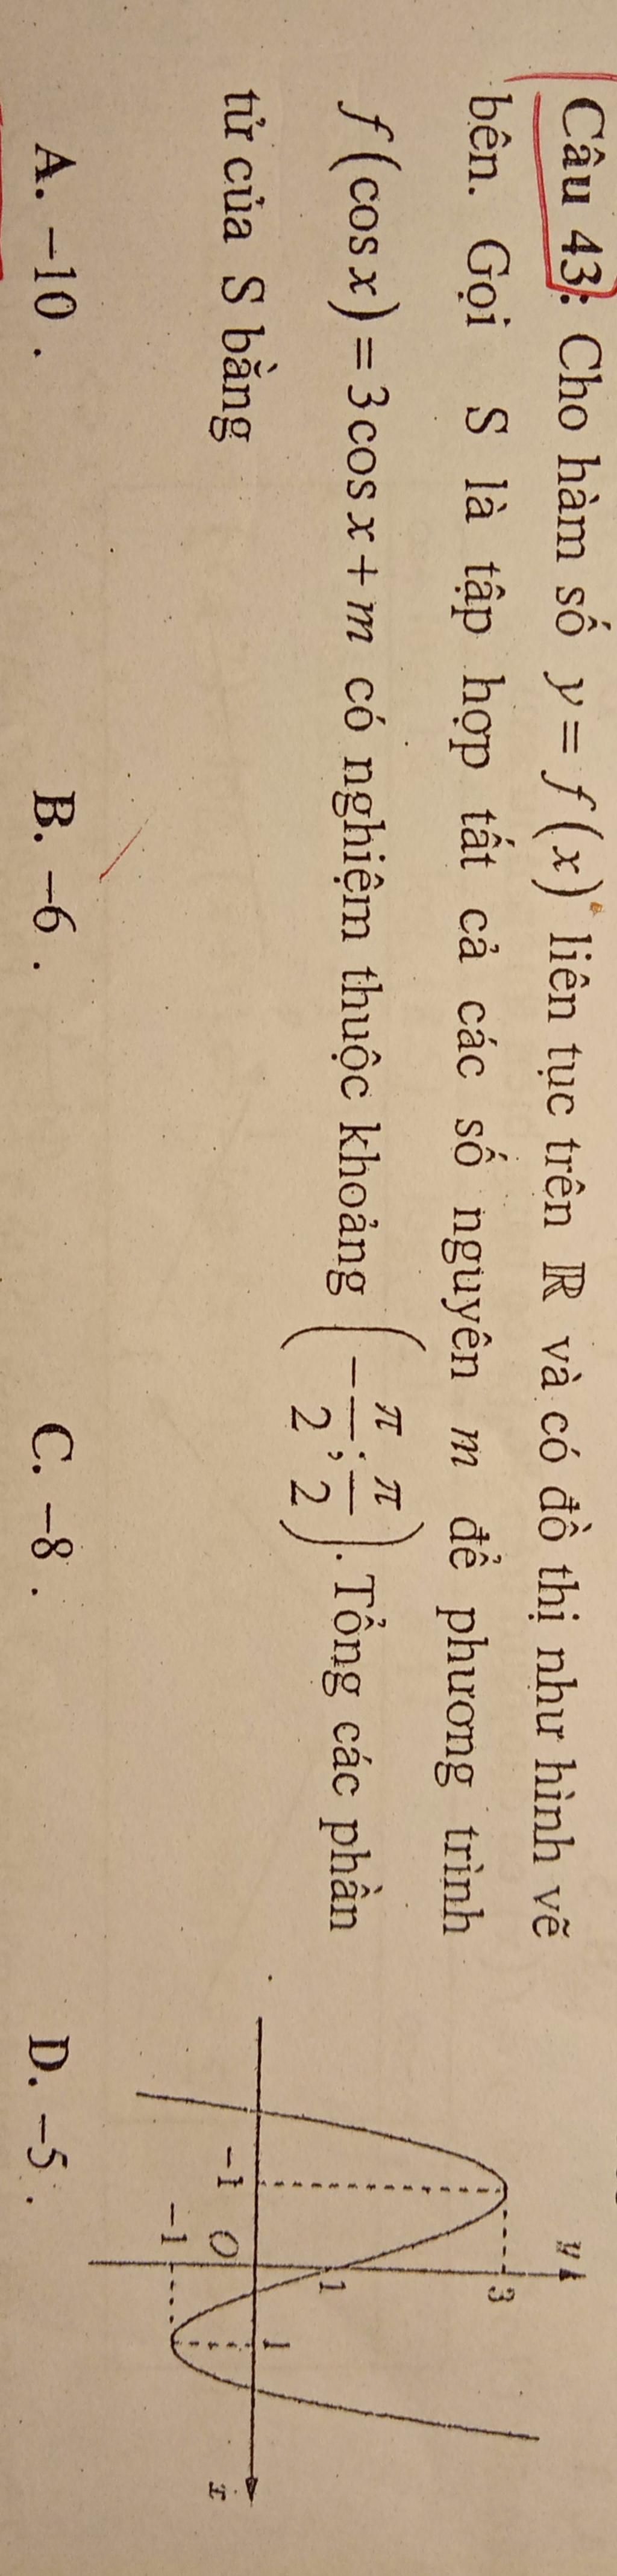 Câu 43: Cho hàm số y = f(x) liên tục trên ℝ và có đồ thị như hình vẽ
bên. Gọi S là tập hợp tất cả các số nguyên m để phương trình
f(cos x) = 3cos x + m có nghiệm thuộc khoảng (−π/2; π/2). Tổng các phần
tử của S bằng
y
3
1
−1 O 1 x
−1
A. −10. B. −6. C. −8. D. −5.